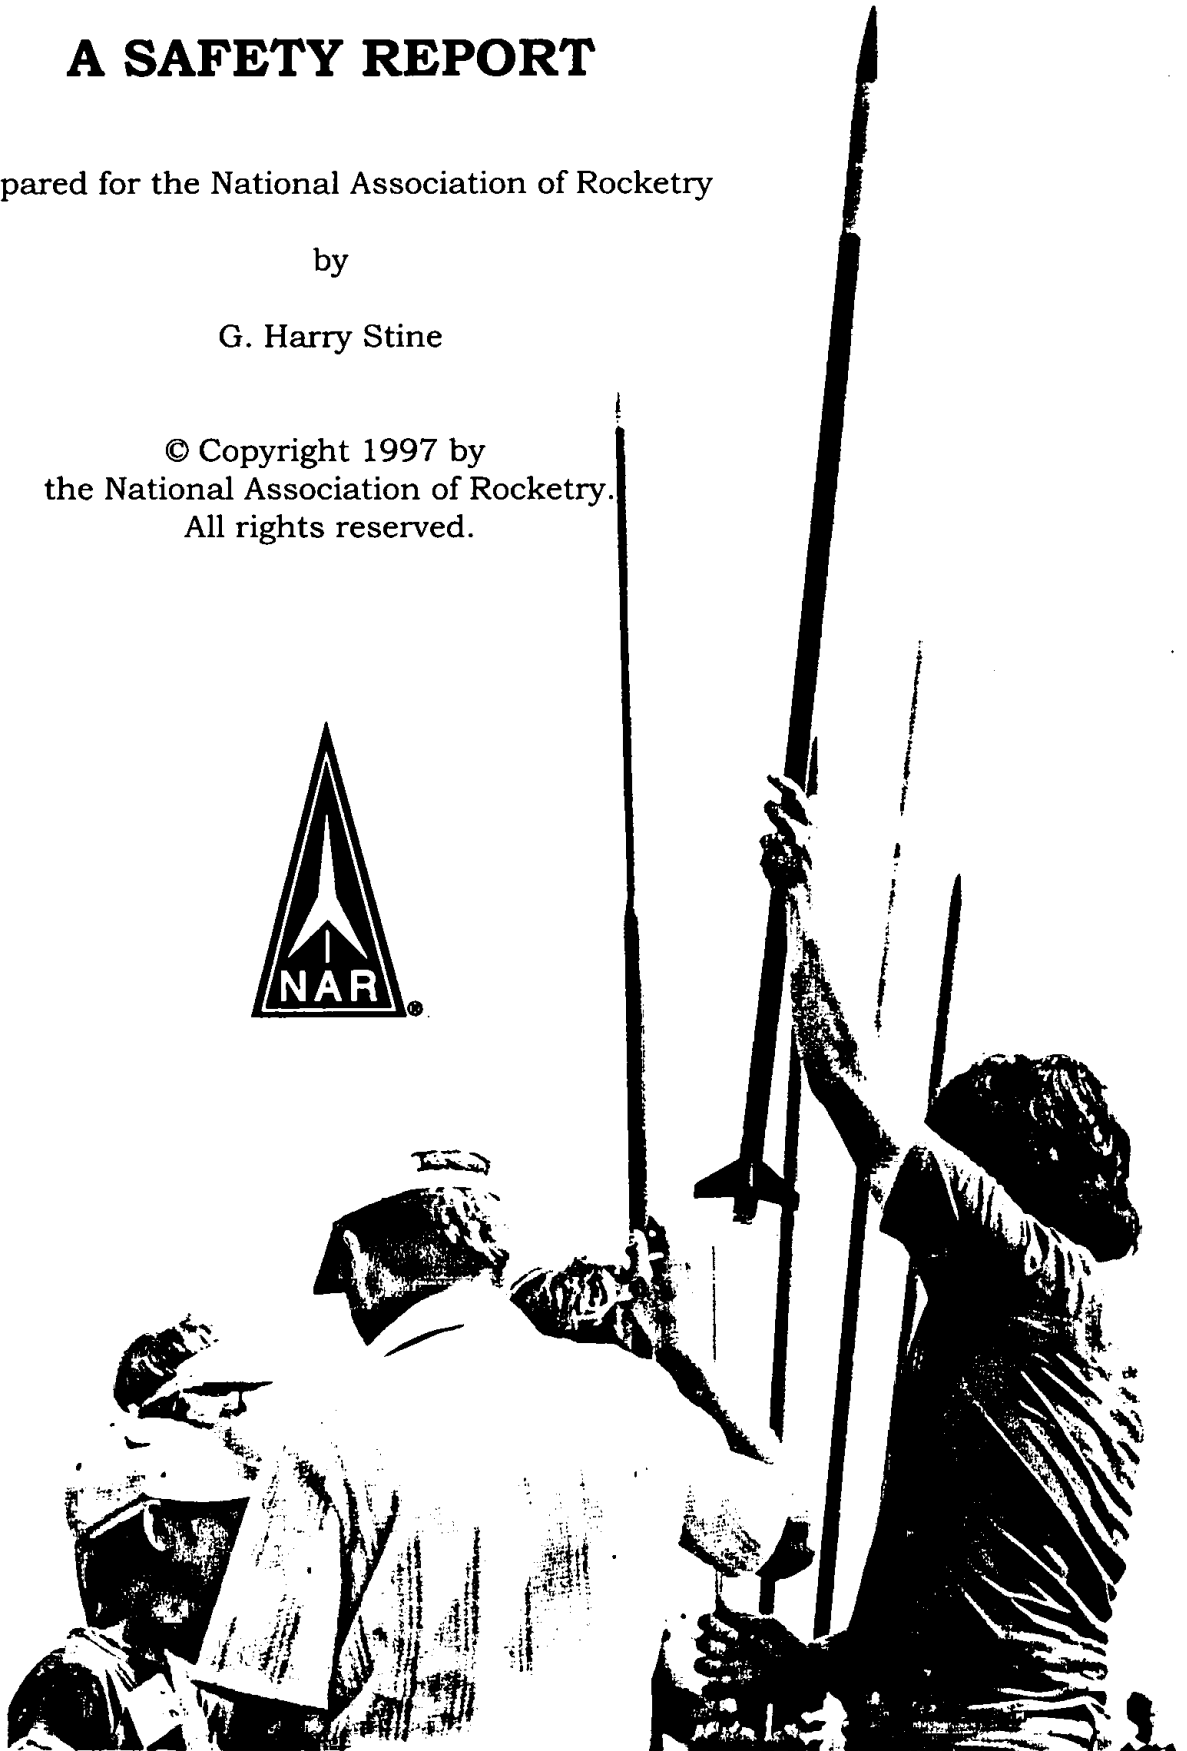 A SAFETY REPORT
pared for the National Association of Rocketry
by
G. Harry Stine
© Copyright 1997 by
the National Association of Rocketry.
All rights reserved.
NAR®